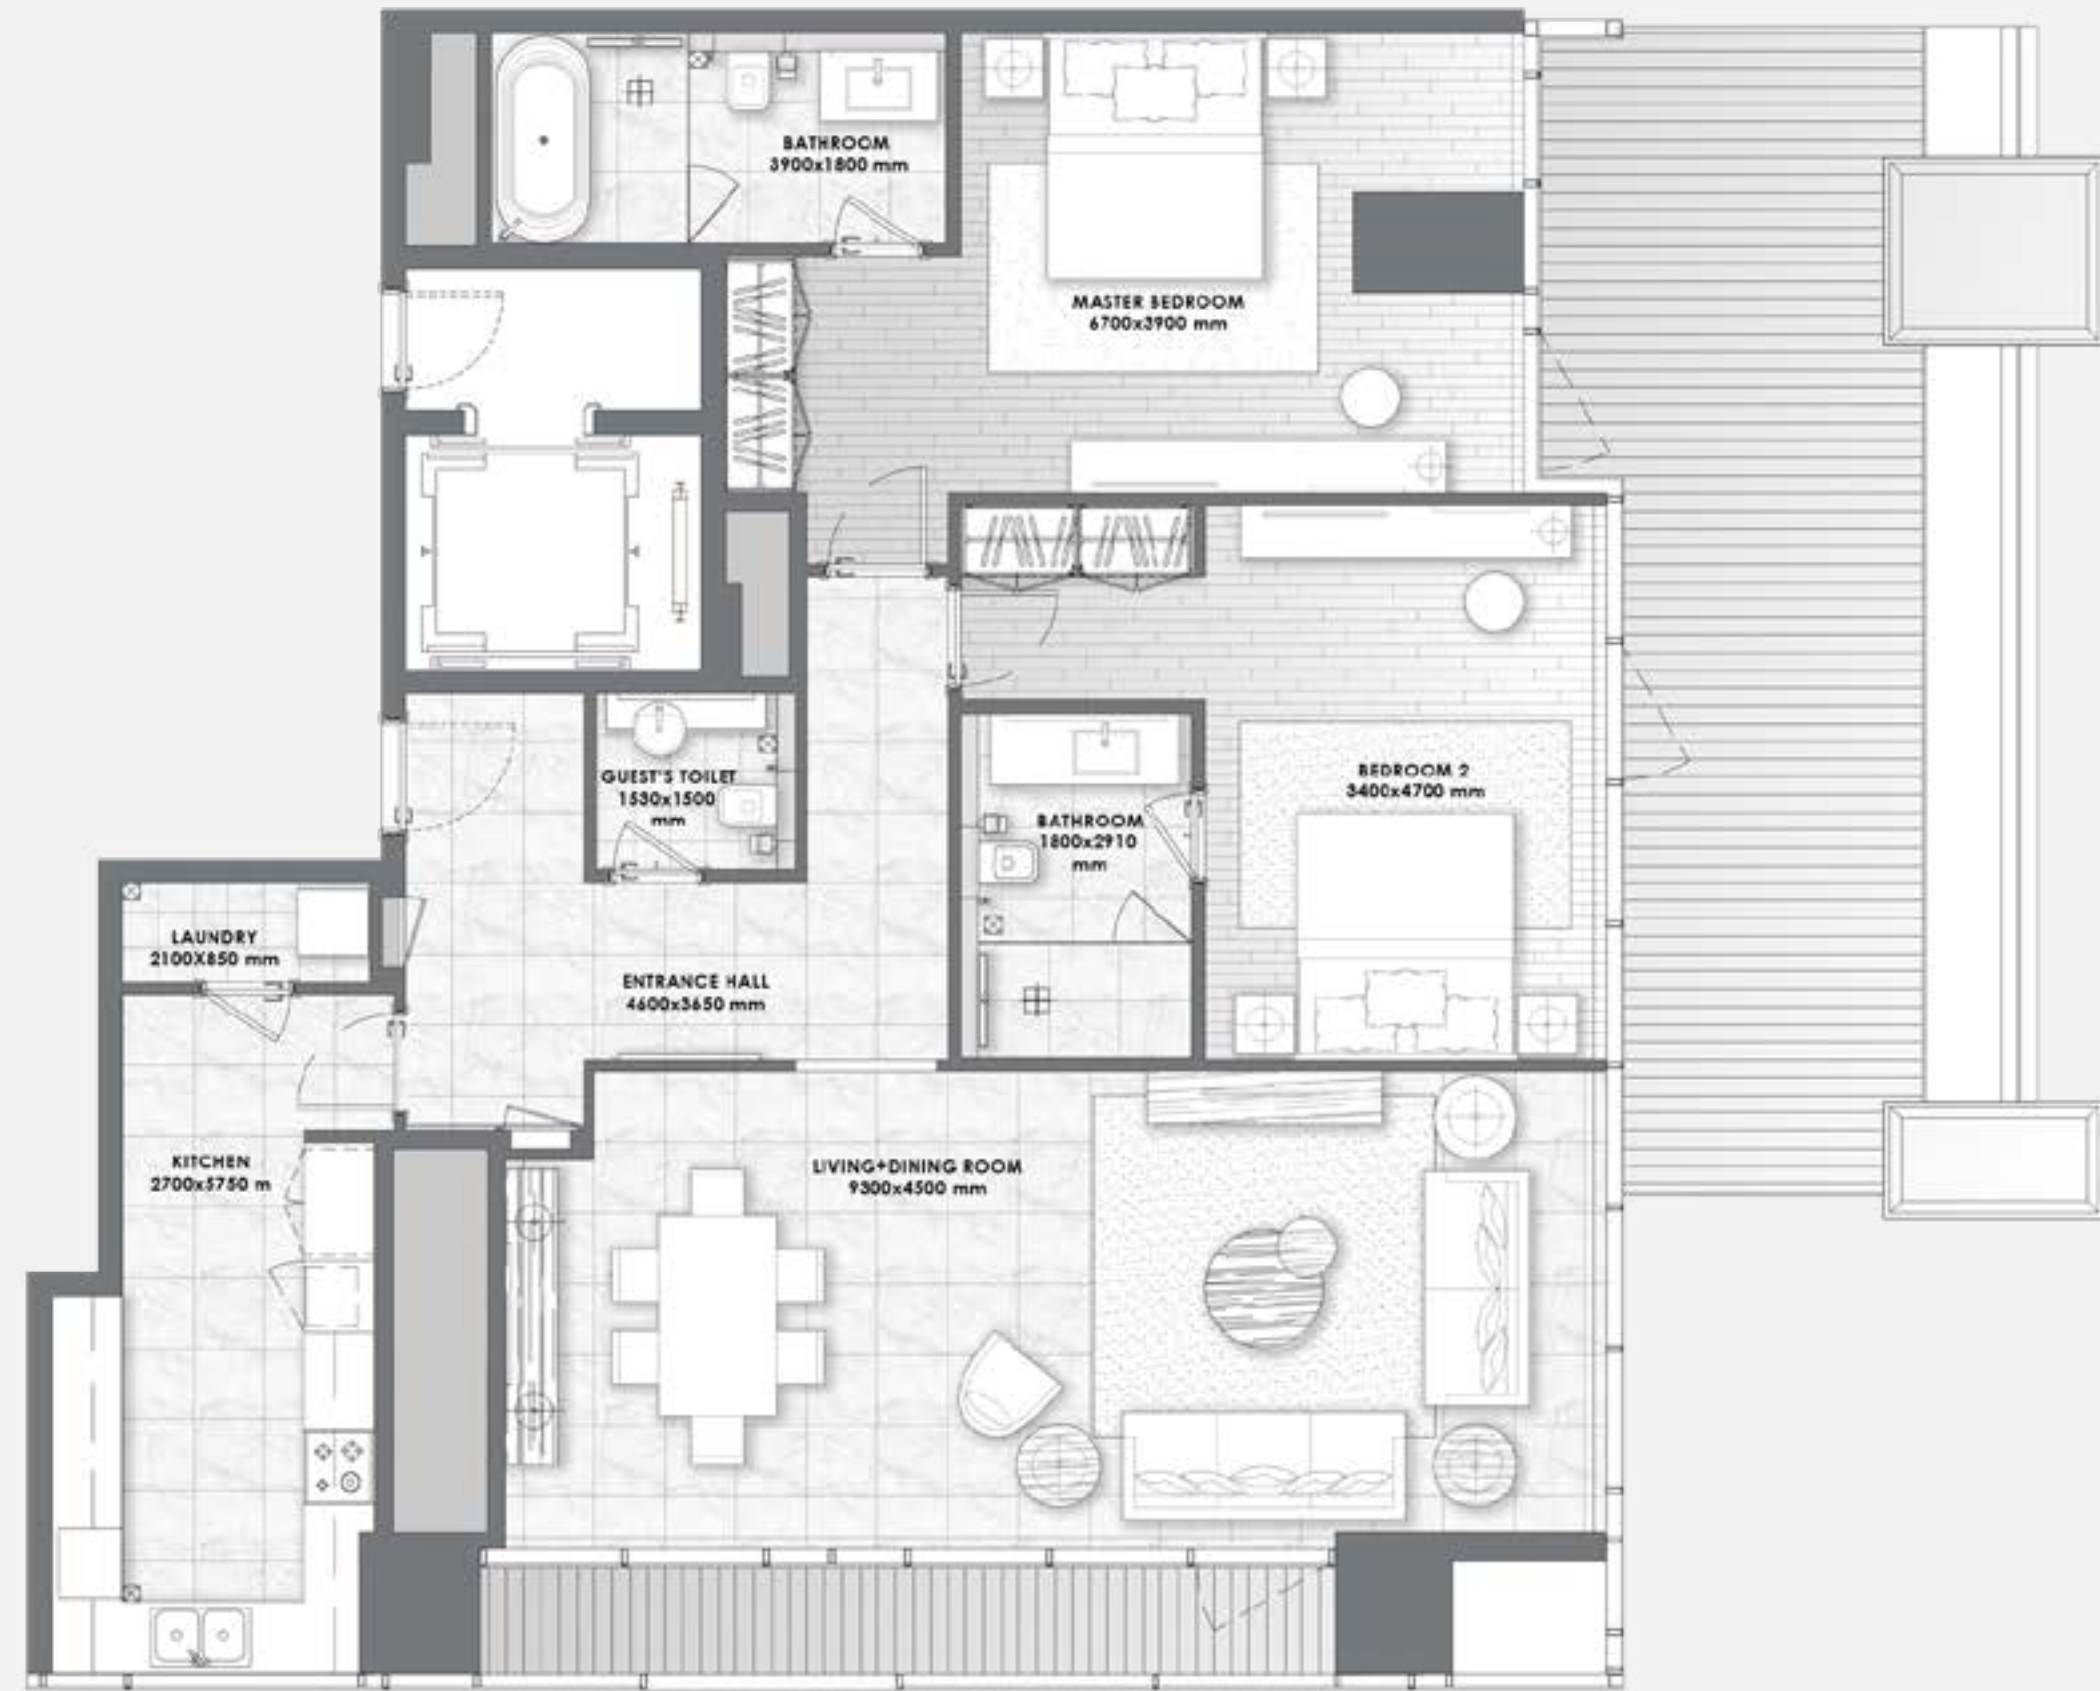 BATHROOM
3900x1800 mm
MASTER BEDROOM
6700x3900 mm
GUEST'S TOILET
1530x1500
mm
BEDROOM 2
3400x4700 mm
BATHROOM
1800x2910
mm
LAUNDRY
2100X850 mm
ENTRANCE HALL
4600x3650 mm
KITCHEN
2700x5750 m
LIVING+DINING ROOM
9300x4500 mm